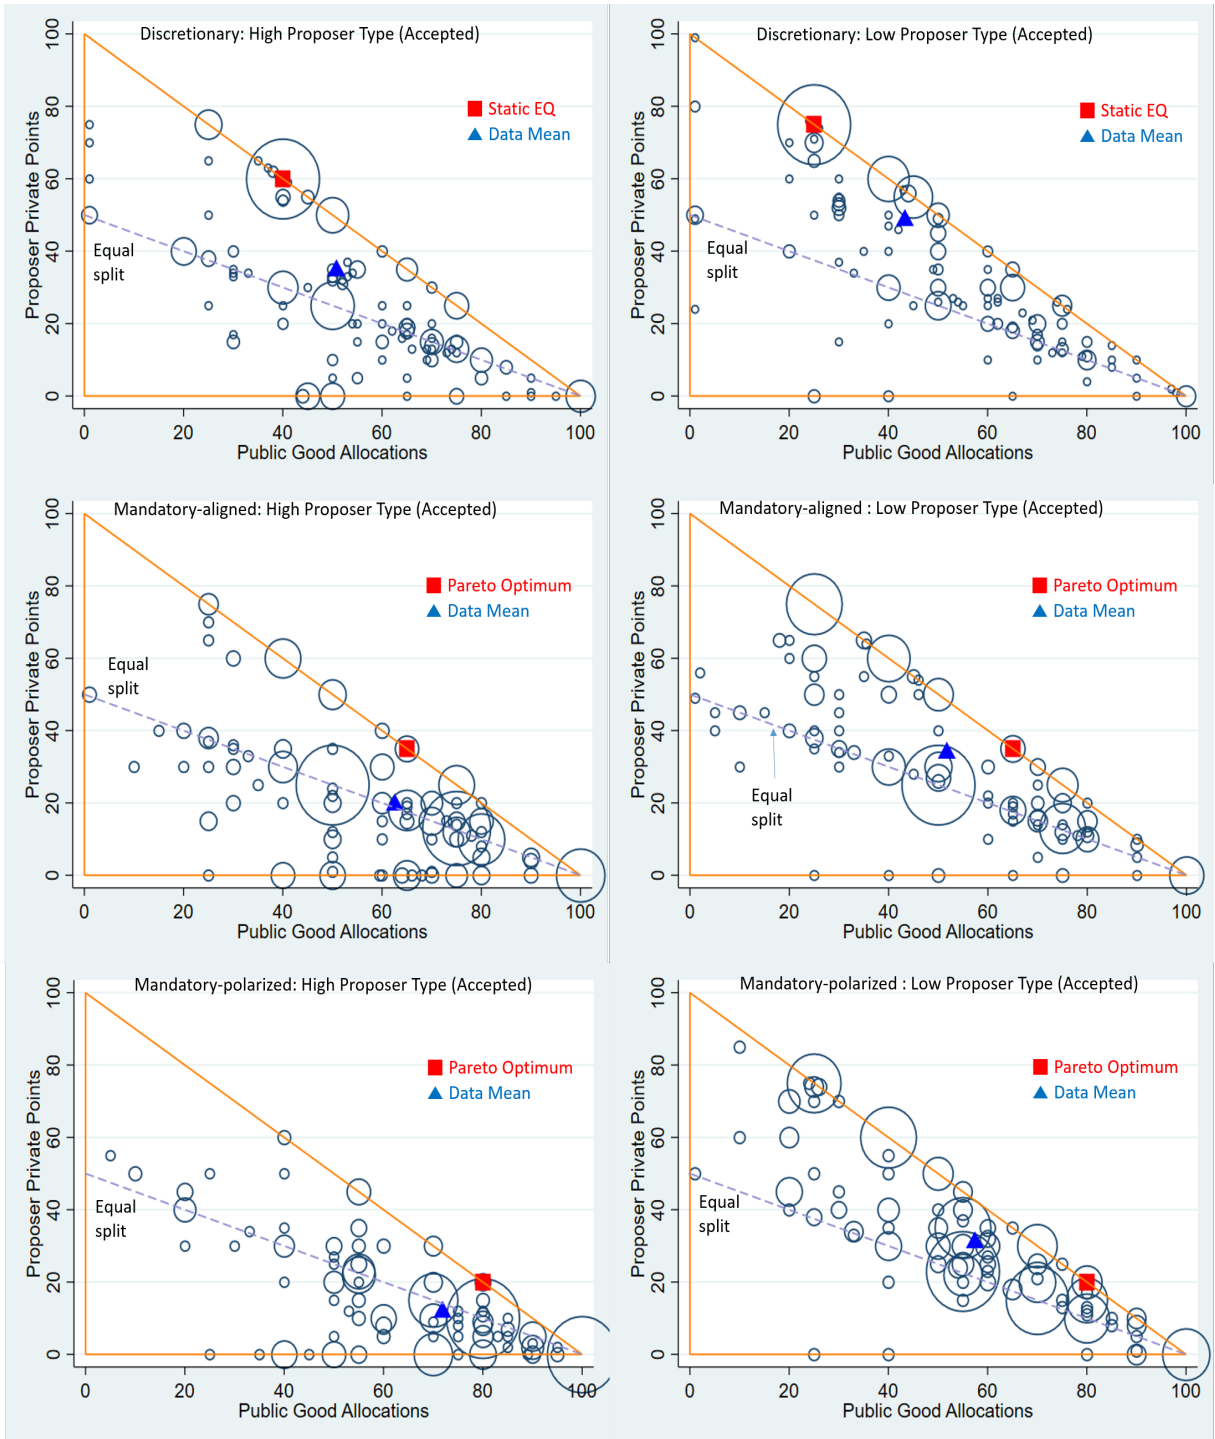 Discretionary: High Proposer Type (Accepted)
Static EQ
Data Mean
Equal
split
Proposer Private Points
0 20 40 60 80 100
0 20 40 60 80 100
Public Good Allocations
Discretionary: Low Proposer Type (Accepted)
Static EQ
Data Mean
Equal
split
Proposer Private Points
0 20 40 60 80 100
0 20 40 60 80 100
Public Good Allocations
Mandatory-aligned: High Proposer Type (Accepted)
Pareto Optimum
Data Mean
Equal
split
Proposer Private Points
0 20 40 60 80 100
0 20 40 60 80 100
Public Good Allocations
Mandatory-aligned : Low Proposer Type (Accepted)
Pareto Optimum
Data Mean
Equal
split
Proposer Private Points
0 20 40 60 80 100
0 20 40 60 80 100
Public Good Allocations
Mandatory-polarized: High Proposer Type (Accepted)
Pareto Optimum
Data Mean
Equal
split
Proposer Private Points
0 20 40 60 80 100
0 20 40 60 80 100
Public Good Allocations
Mandatory-polarized : Low Proposer Type (Accepted)
Pareto Optimum
Data Mean
Equal
split
Proposer Private Points
0 20 40 60 80 100
0 20 40 60 80 100
Public Good Allocations